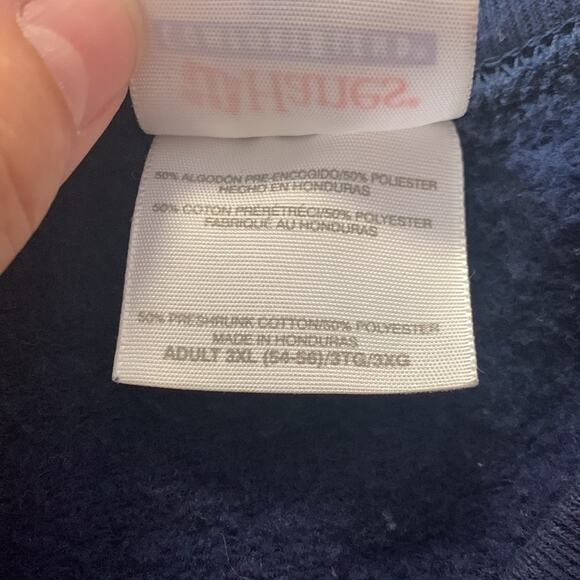 Hanes
50% ALGODÓN PRE-ENCOGIDO/50% POLIESTER
HECHO EN HONDURAS
50% COTON PRÉRÉTRÉCI/50% POLYESTER
FABRIQUÉ AU HONDURAS
50% PRESHRUNK COTTON/50% POLYESTER
MADE IN HONDURAS
ADULT 3XL (54-56)/3TG/3XG